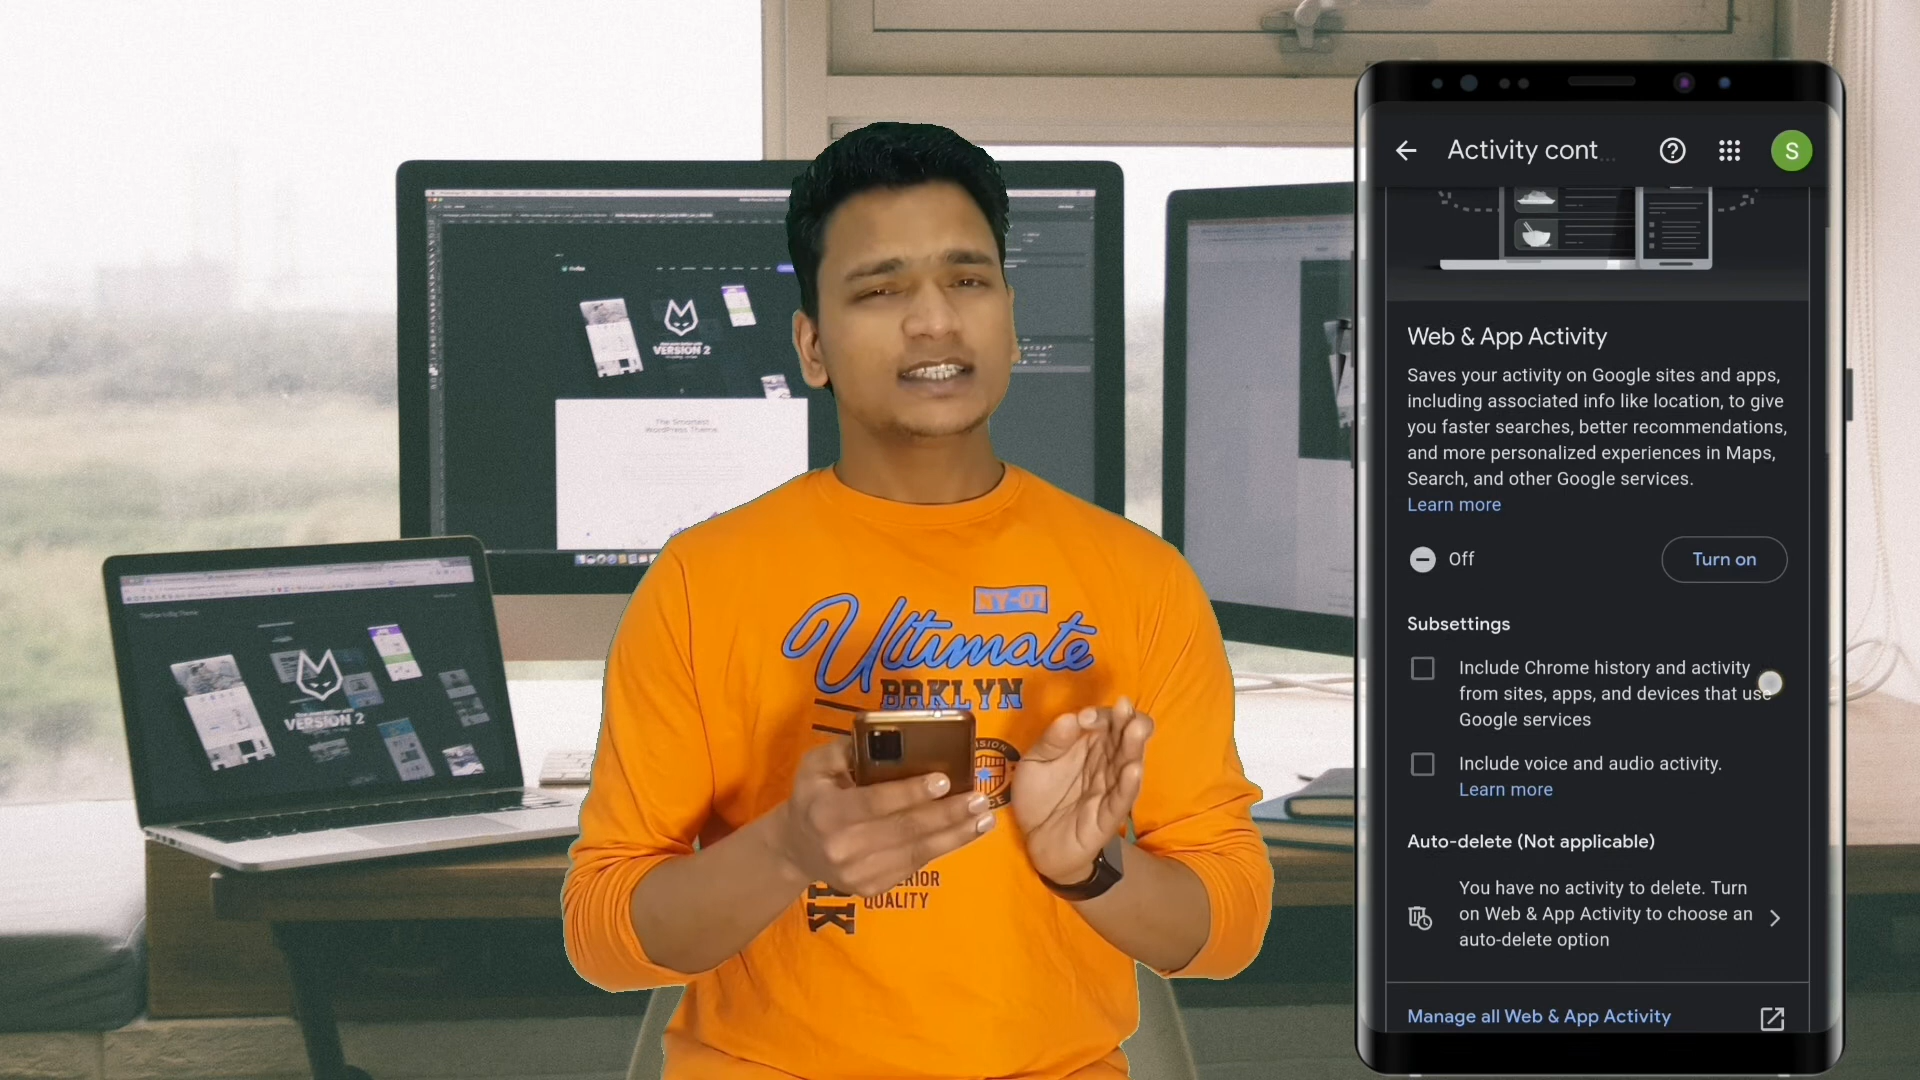 Activity cont...
S
Web & App Activity
Saves your activity on Google sites and apps,
including associated info like location, to give
you faster searches, better recommendations,
and more personalized experiences in Maps,
Search, and other Google services.
Learn more
Off
Turn on
Subsettings
Include Chrome history and activity
from sites, apps, and devices that use
Google services
Include voice and audio activity.
Learn more
Auto-delete (Not applicable)
You have no activity to delete. Turn
on Web & App Activity to choose an
auto-delete option
Manage all Web & App Activity
VERSION 2
The Smartest
WordPress Theme
VERSION 2
NY-07
Ultimate
BRKLYN
QUALITY